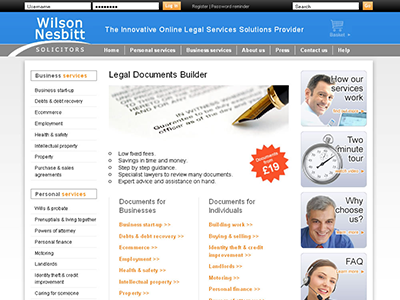 Username
Log in
Register | Password reminder
Wilson
Nesbitt
SOLICITORS
The Innovative Online Legal Services Solutions Provider
Basket
Home
Personal services
Business services
About us
Press
Contact us
Help
Business services
Business start-up
Debts & debt recovery
Ecommerce
Employment
Health & safety
Intellectual property
Property
Purchase & sales
agreements
Personal services
Wills & probate
Prenuptials & living together
Powers of attorney
Personal finance
Motoring
Landlords
Identity theft & credit
improvement
Caring for someone
Legal Documents Builder
IN WITNESS
Low fixed fees.
Savings in time and money.
Step by step guidance.
Specialist lawyers to review many documents.
Expert advice and assistance on hand.
Documents
from
£19
Documents for
Businesses
Business start-up >>
Debts & debt recovery >>
Ecommerce >>
Employment >>
Health & safety >>
Intellectual property >>
Property >>
Documents for
Individuals
Building work >>
Buying & selling >>
Identity theft & credit
improvement >>
Landlords >>
Motoring >>
Personal finance >>
How our
services
work
Two
minute
tour
Why
choose
us?
FAQ